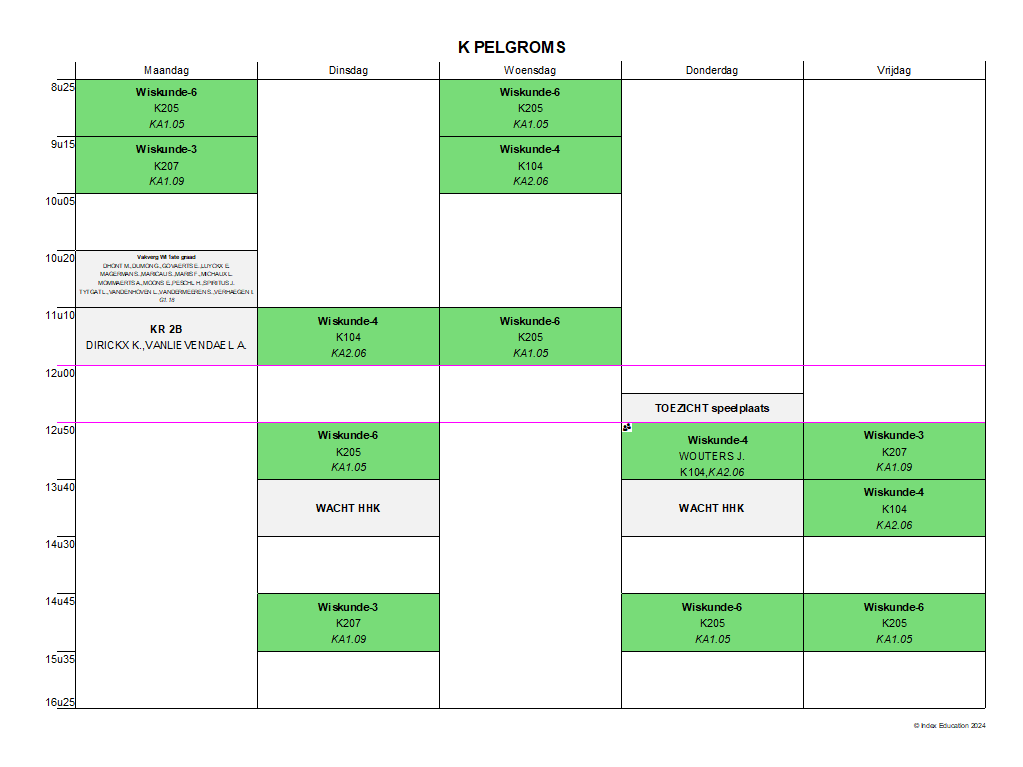 K PELGROMS
Maandag Dinsdag Woensdag Donderdag Vrijdag
8u25
Wiskunde-6
K205
KA1.05
Wiskunde-6
K205
KA1.05
9u15
Wiskunde-3
K207
KA1.09
Wiskunde-4
K104
KA2.06
10u05
10u20
Vakverg WI 1ste graad
DHONT M.,DUMON G.,GOVAERTS E.,LUYCKX E.
MAGERMAN S.,MARICAU S.,MARIS F.,MICHAUX L.
MOMMAERTS A.,MOONS E.,PESCH L. H.,SPIRITUS J.
TYTGAT L.,VANDENHOVEN L.,VANDERMEEREN S.,VERHAEGEN I.
G1.18
11u10
KR 2B
DIRICKX K.,VANLIEVENDAEL A.
Wiskunde-4
K104
KA2.06
Wiskunde-6
K205
KA1.05
12u00
TOEZICHT speelplaats
12u50
Wiskunde-6
K205
KA1.05
Wiskunde-4
WOUTERS J.
K104,KA2.06
Wiskunde-3
K207
KA1.09
13u40
WACHT HHK
WACHT HHK
Wiskunde-4
K104
KA2.06
14u30
14u45
Wiskunde-3
K207
KA1.09
Wiskunde-6
K205
KA1.05
Wiskunde-6
K205
KA1.05
15u35
16u25
© Index Education 2024